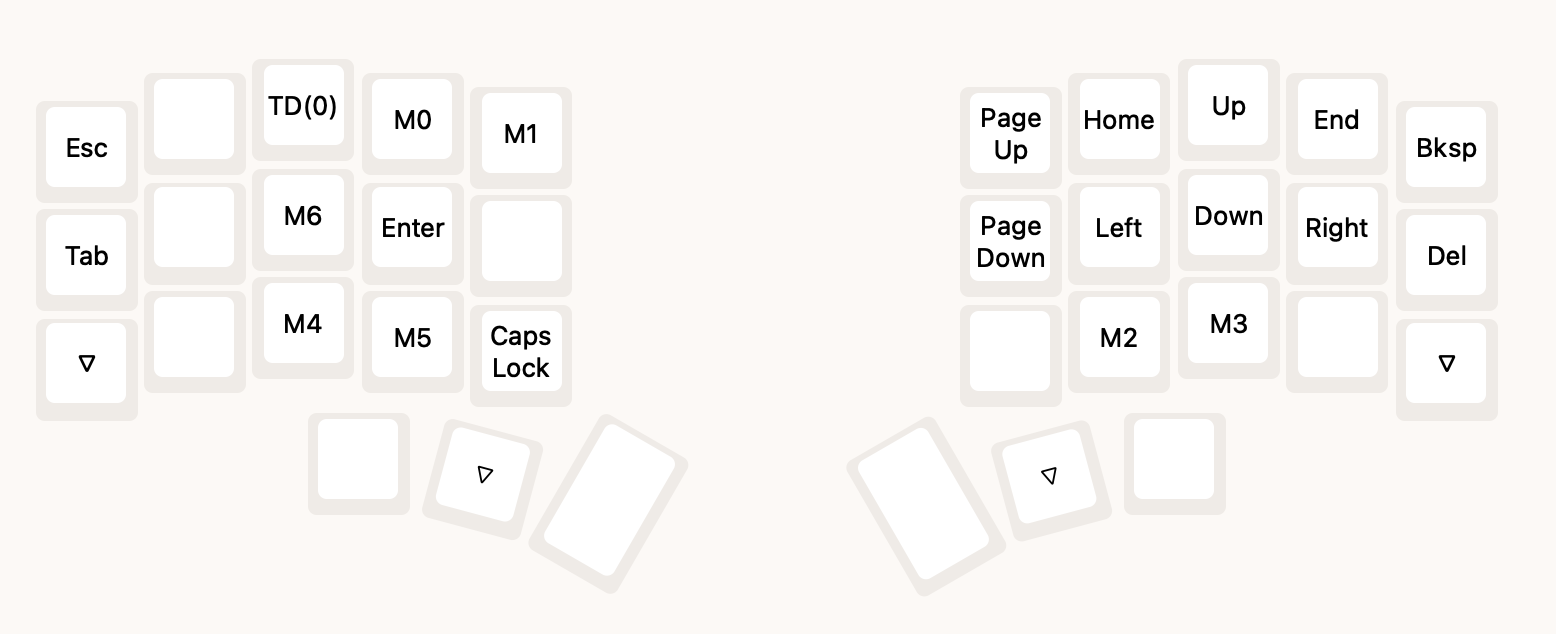 Esc
TD(0)
M0
M1
Page
Up
Home
Up
End
Bksp
Tab
M6
Enter
Page
Down
Left
Down
Right
Del
▽
M4
M5
Caps
Lock
M2
M3
▽
▽
▽